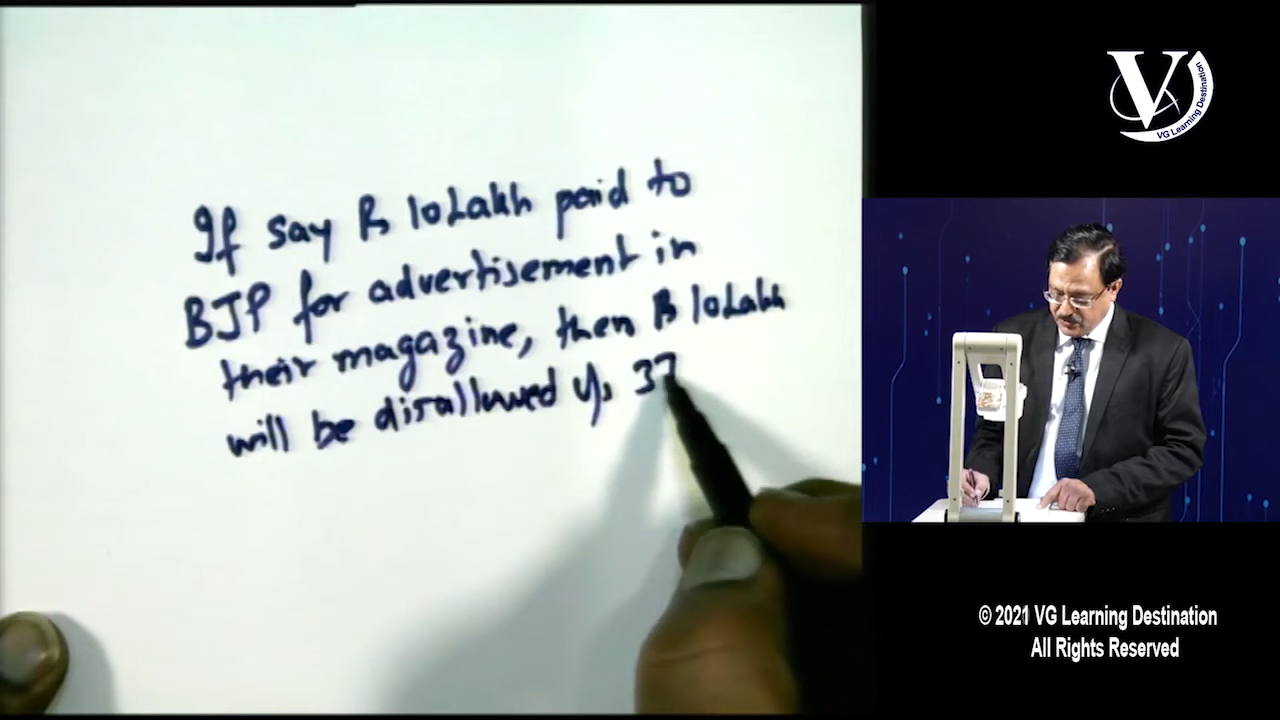 If say Rs 10 Lakh paid to
BJP for advertisement in
their magazine, then Rs 10 Lakh
will be disallowed u/s 37
V
VG Learning Destination
© 2021 VG Learning Destination
All Rights Reserved